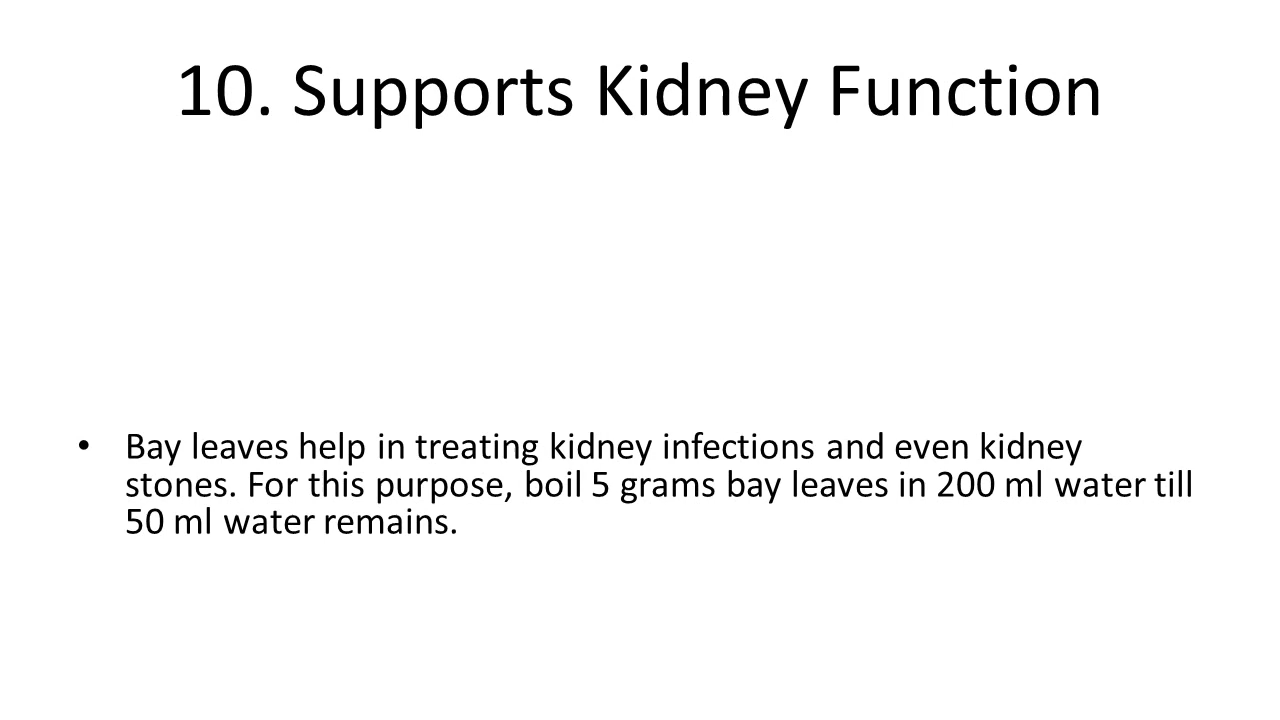 10. Supports Kidney Function
• Bay leaves help in treating kidney infections and even kidney
stones. For this purpose, boil 5 grams bay leaves in 200 ml water till
50 ml water remains.